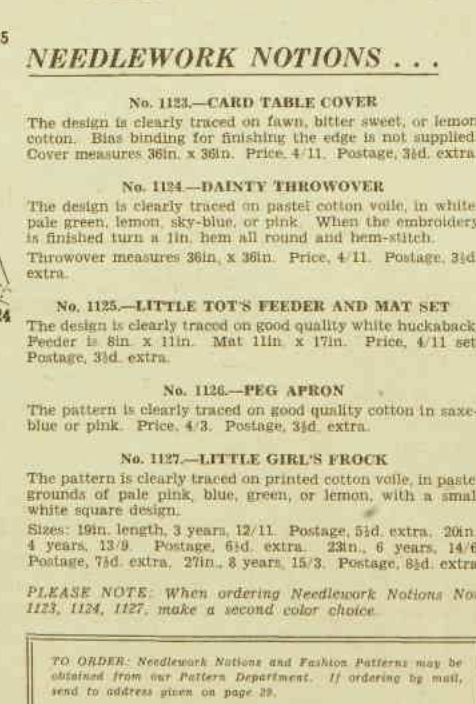 5
NEEDLEWORK NOTIONS . . .
No. 1123.—CARD TABLE COVER
The design is clearly traced on fawn, bitter sweet, or lemon
cotton. Bias binding for finishing the edge is not supplied.
Cover measures 36in. x 36in. Price, 4/11. Postage, 3½d. extra.
No. 1124.—DAINTY THROWOVER
The design is clearly traced on pastel cotton voile, in white,
pale green, lemon, sky-blue, or pink. When the embroidery
is finished turn a 1in. hem all round and hem-stitch.
Throwover measures 36in. x 36in. Price, 4/11. Postage, 3½d.
extra.
24
No. 1125.—LITTLE TOT'S FEEDER AND MAT SET
The design is clearly traced on good quality white huckaback.
Feeder is 8in. x 11in. Mat 11in. x 17in. Price, 4/11 set.
Postage, 3½d. extra.
No. 1126.—PEG APRON
The pattern is clearly traced on good quality cotton in saxe-
blue or pink. Price, 4/3. Postage, 3½d. extra.
No. 1127.—LITTLE GIRL'S FROCK
The pattern is clearly traced on printed cotton voile, in paste
grounds of pale pink, blue, green, or lemon, with a smal
white square design.
Sizes: 19in. length, 3 years, 12/11. Postage, 5½d. extra. 20in.
4 years, 13/9. Postage, 6½d. extra. 23in., 6 years, 14/6
Postage, 7½d. extra. 27in., 8 years, 15/3. Postage, 8½d. extra
PLEASE NOTE: When ordering Needlework Notions No
1123, 1124, 1127, make a second color choice.
TO ORDER: Needlework Notions and Fashion Patterns may be
obtained from our Pattern Department. If ordering by mail,
send to address given on page 29.